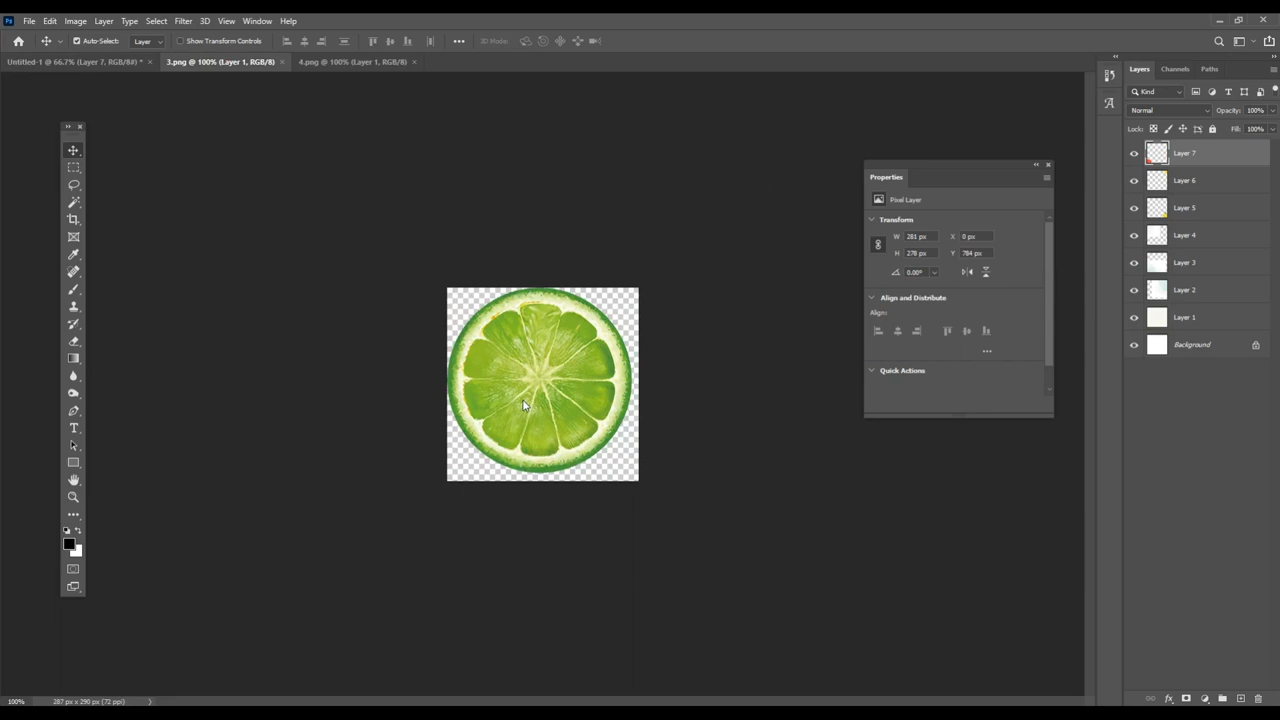 Ps File Edit Image Layer Type Select Filter 3D View Window Help
Auto-Select: Layer Show Transform Controls 3D Mode:
Untitled-1 @ 66.7% (Layer 7, RGB/8#) * × 3.png @ 100% (Layer 1, RGB/8) × 4.png @ 100% (Layer 1, RGB/8) ×
Layers Channels Paths
Kind
Normal Opacity: 100%
Lock: Fill: 100%
Layer 7
Layer 6
Layer 5
Layer 4
Layer 3
Layer 2
Layer 1
Background
Properties
Pixel Layer
Transform
W 281 px X 0 px
H 278 px Y 784 px
0.00°
Align and Distribute
Align:
Quick Actions
100% 287 px x 290 px (72 ppi)